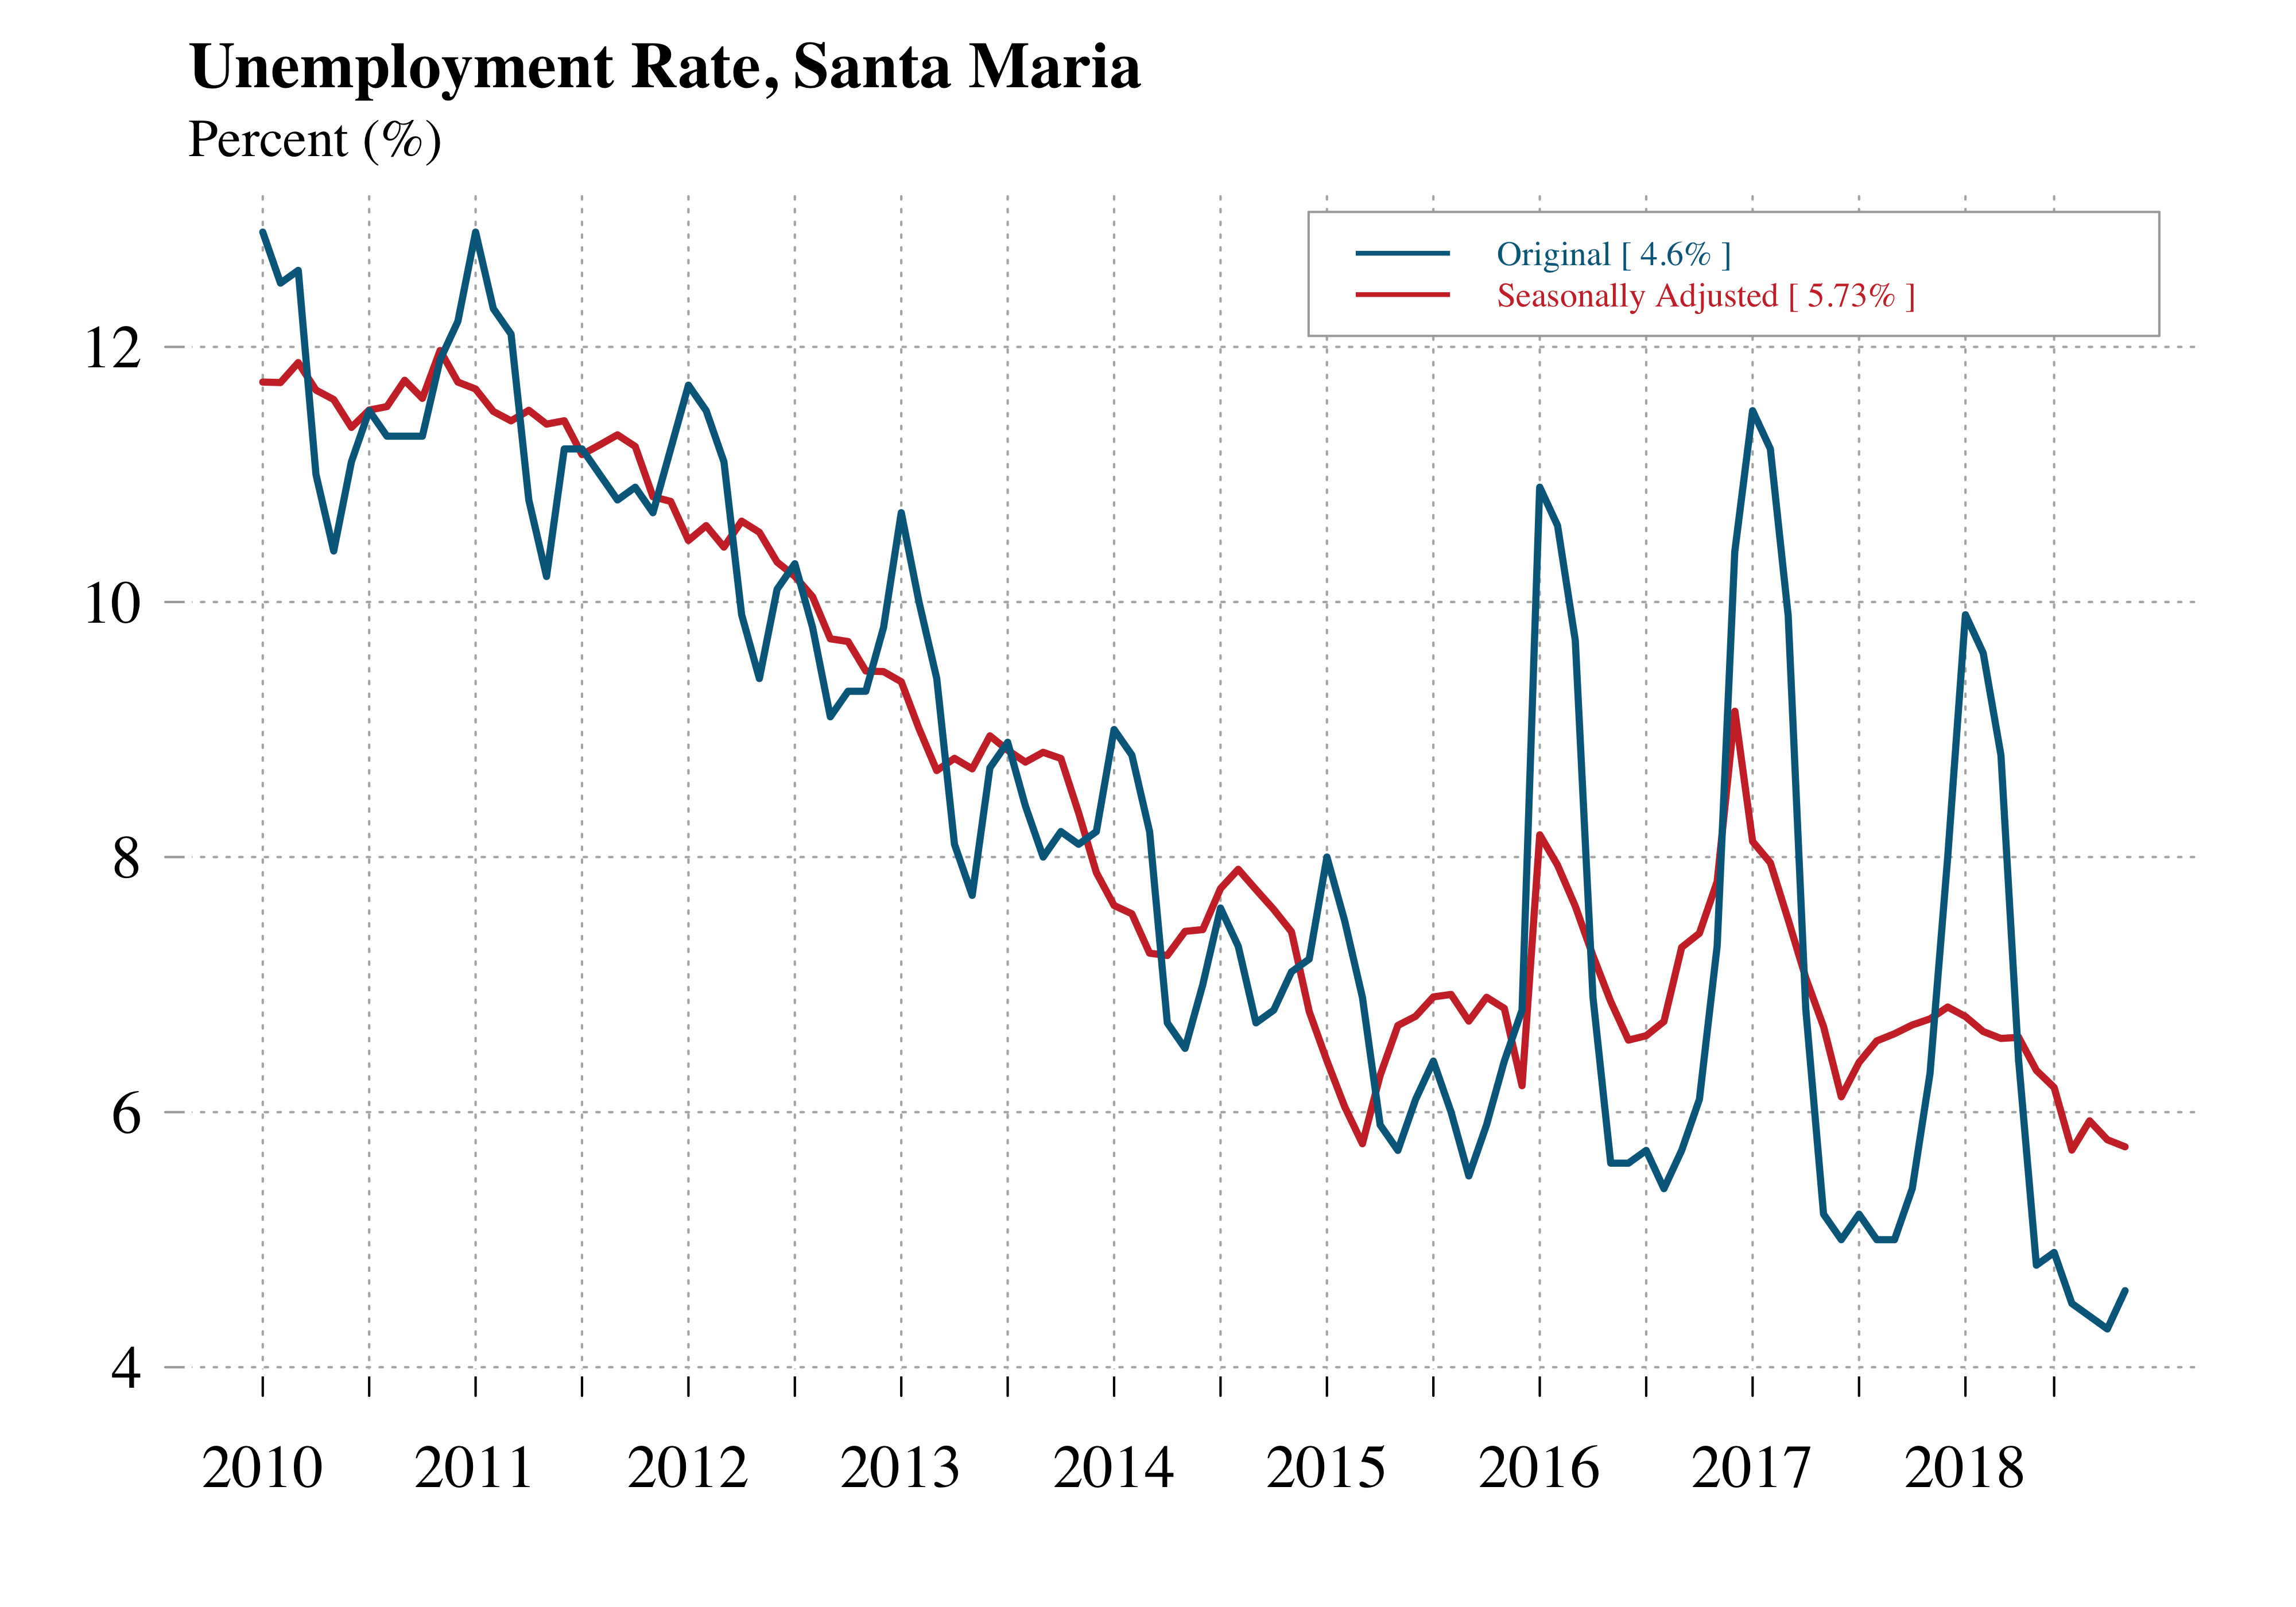 Unemployment Rate, Santa Maria
Percent (%)
Original [ 4.6% ]
Seasonally Adjusted [ 5.73% ]
12
10
8
6
4
2010 2011 2012 2013 2014 2015 2016 2017 2018